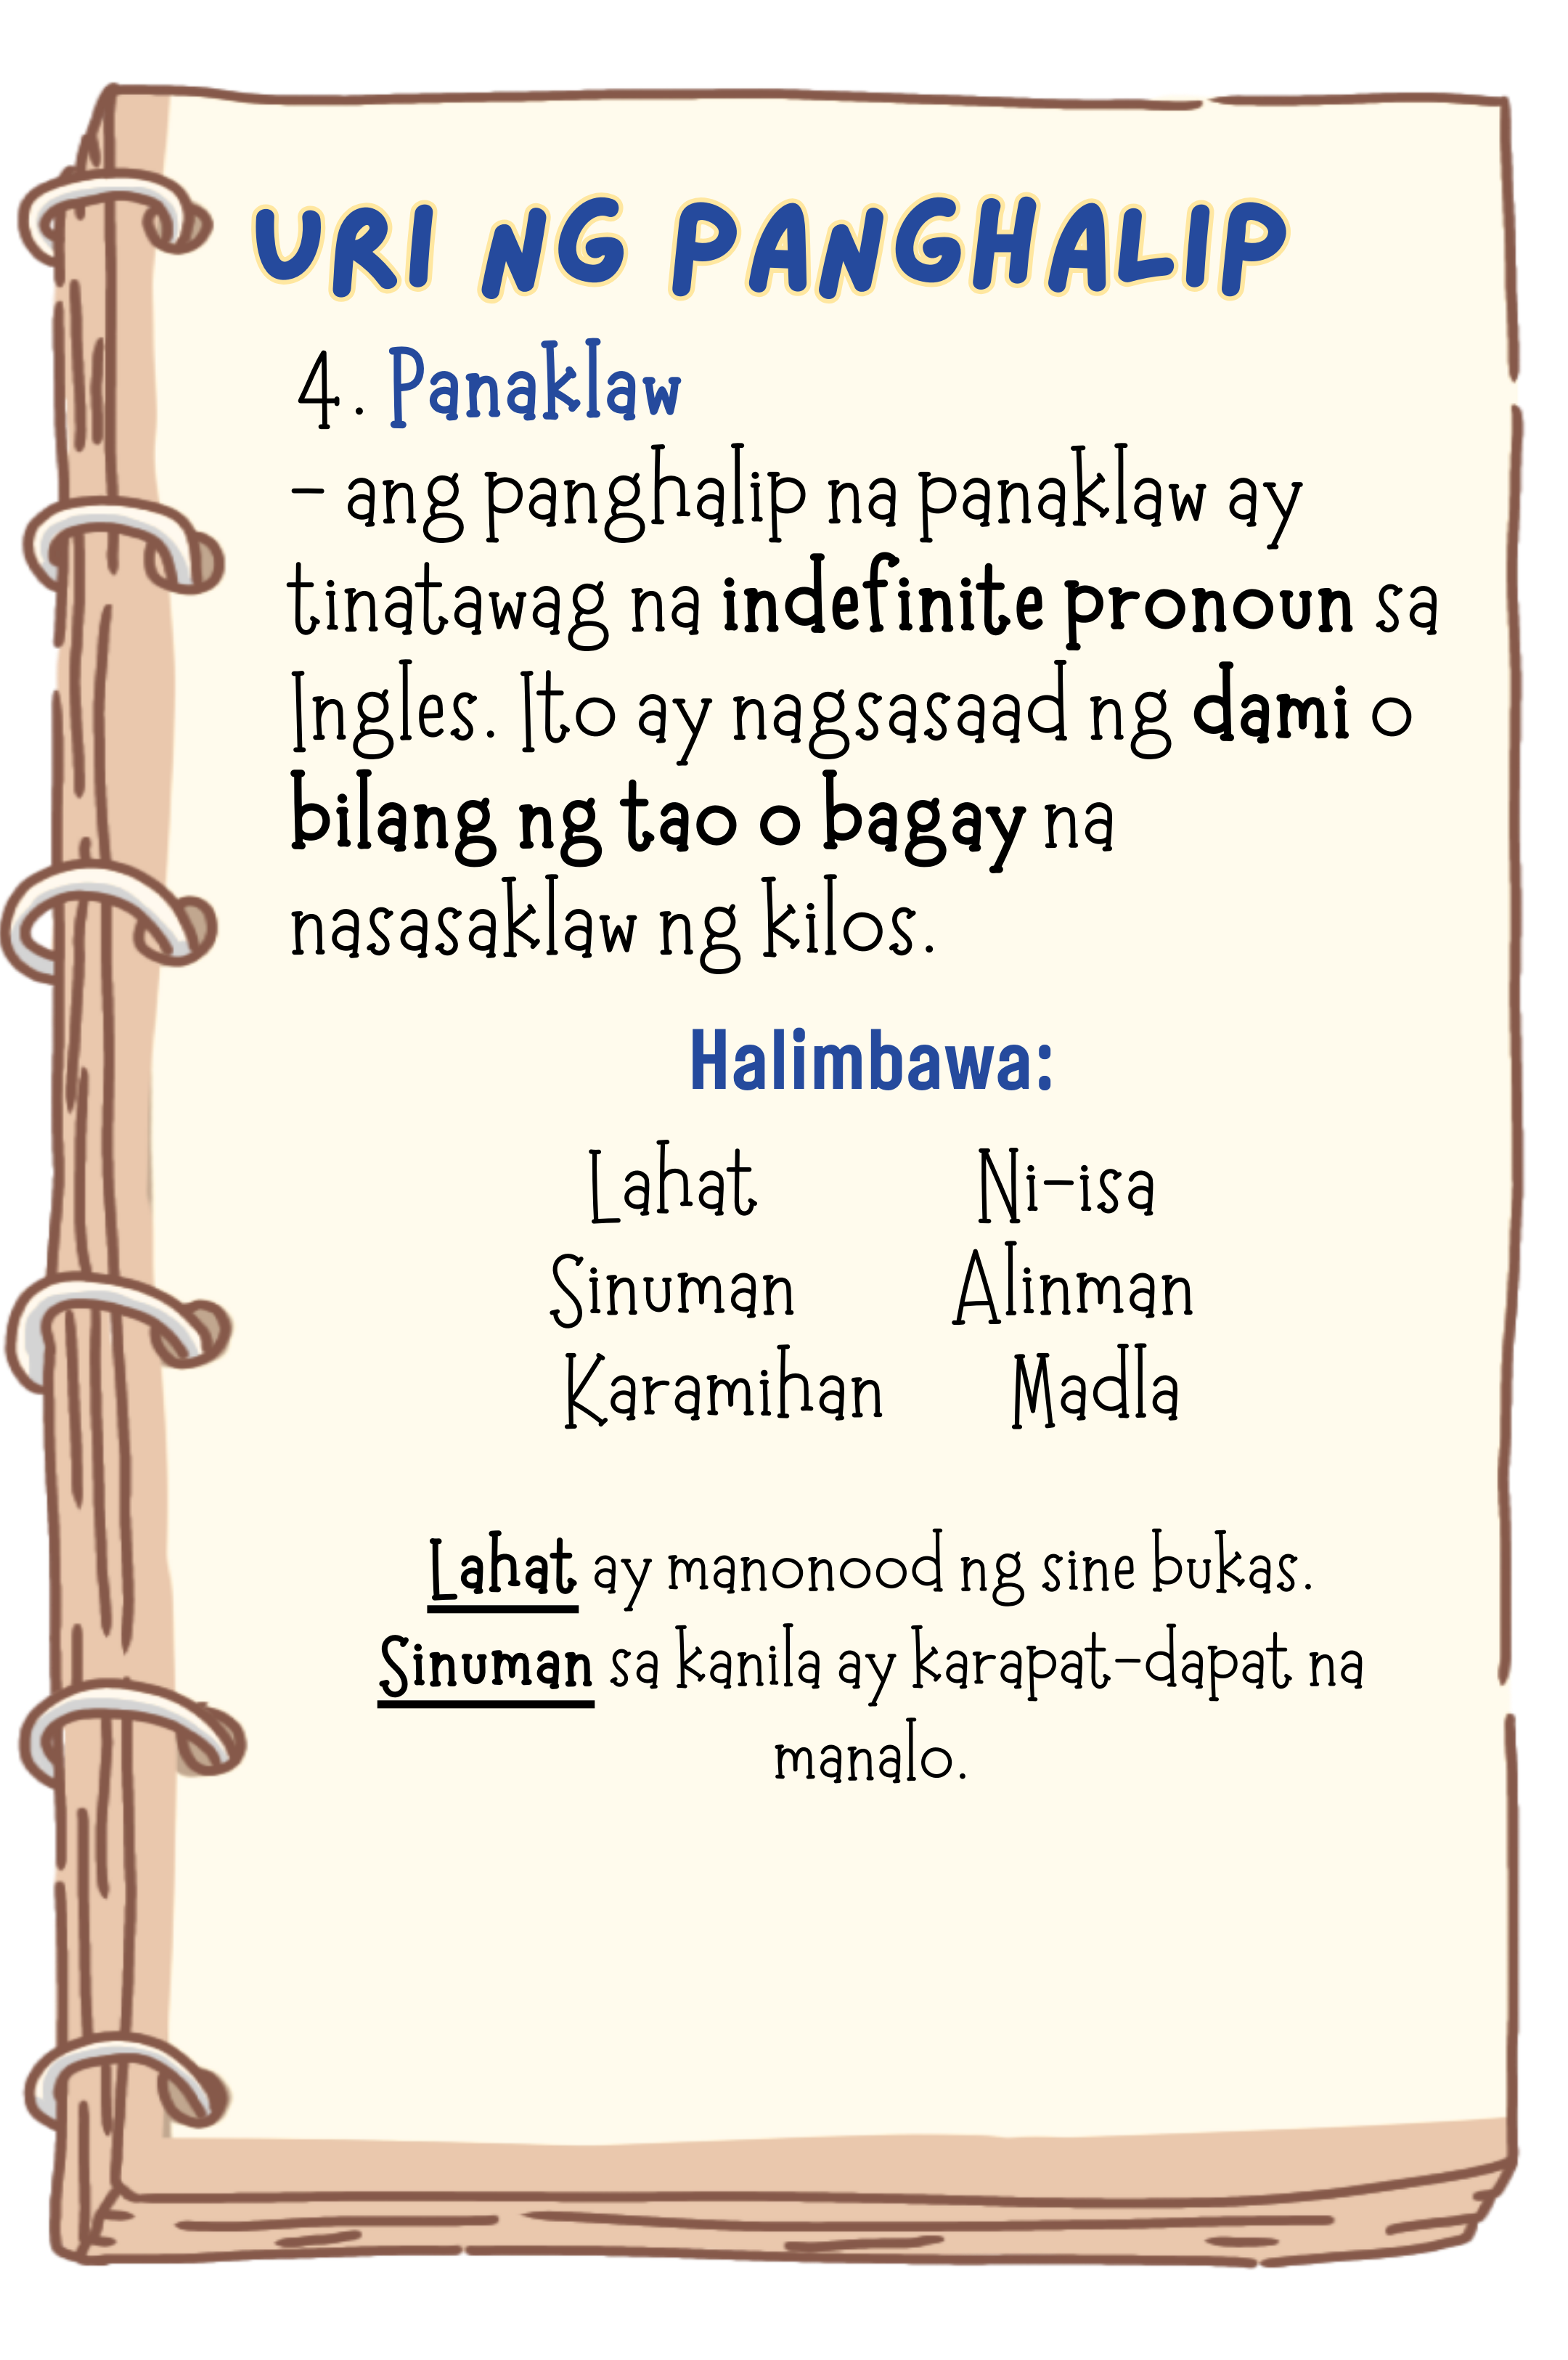 URI NG PANGHALIP
4. Panaklaw
- ang panghalip na panaklaw ay
tinatawag na indefinite pronoun sa
Ingles. Ito ay nagsasaad ng dami o
bilang ng tao o bagay na
nasasaklaw ng kilos.
Halimbawa:
Lahat Ni-isa
Sinuman Alinman
Karamihan Madla
Lahat ay manonood ng sine bukas.
Sinuman sa kanila ay karapat-dapat na
manalo.